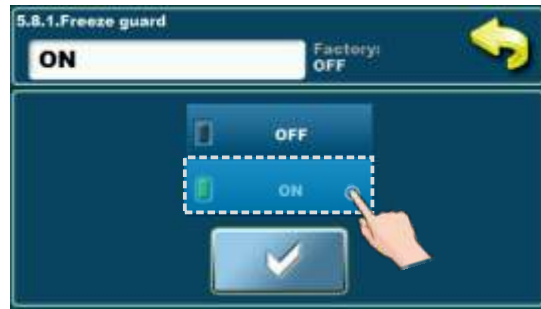 5.8.1.Freeze guard
ON
Factory:
OFF
OFF
ON